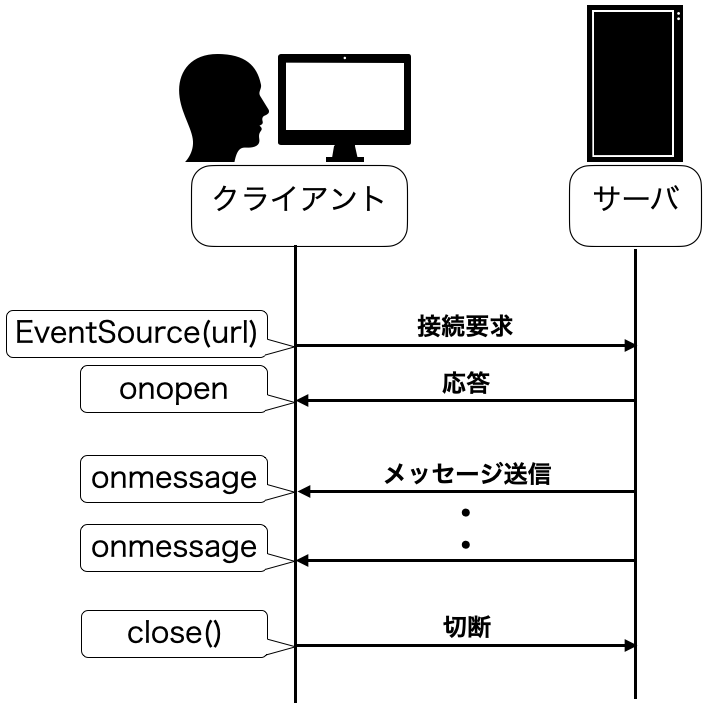 クライアント
サーバ
EventSource(url)
接続要求
onopen
応答
onmessage
メッセージ送信
・
・
onmessage
close()
切断